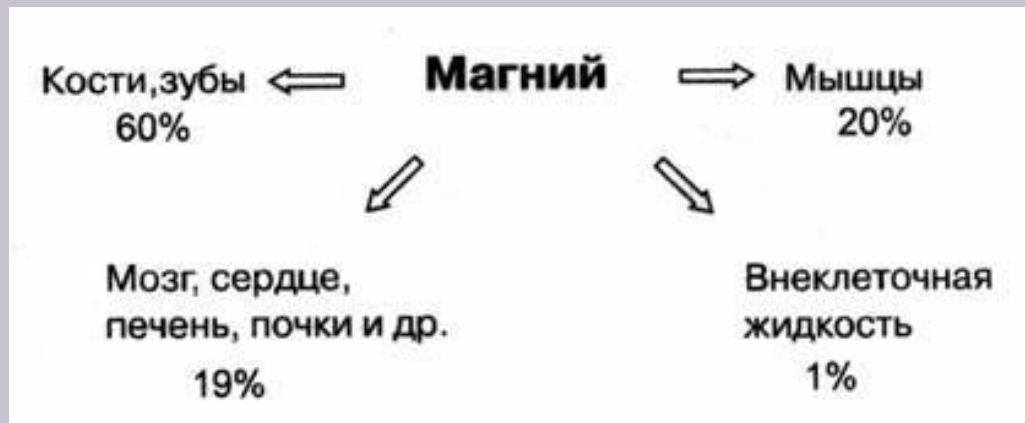 Магний
Кости,зубы
60%
Мышцы
20%
Мозг, сердце,
печень, почки и др.
19%
Внеклеточная
жидкость
1%